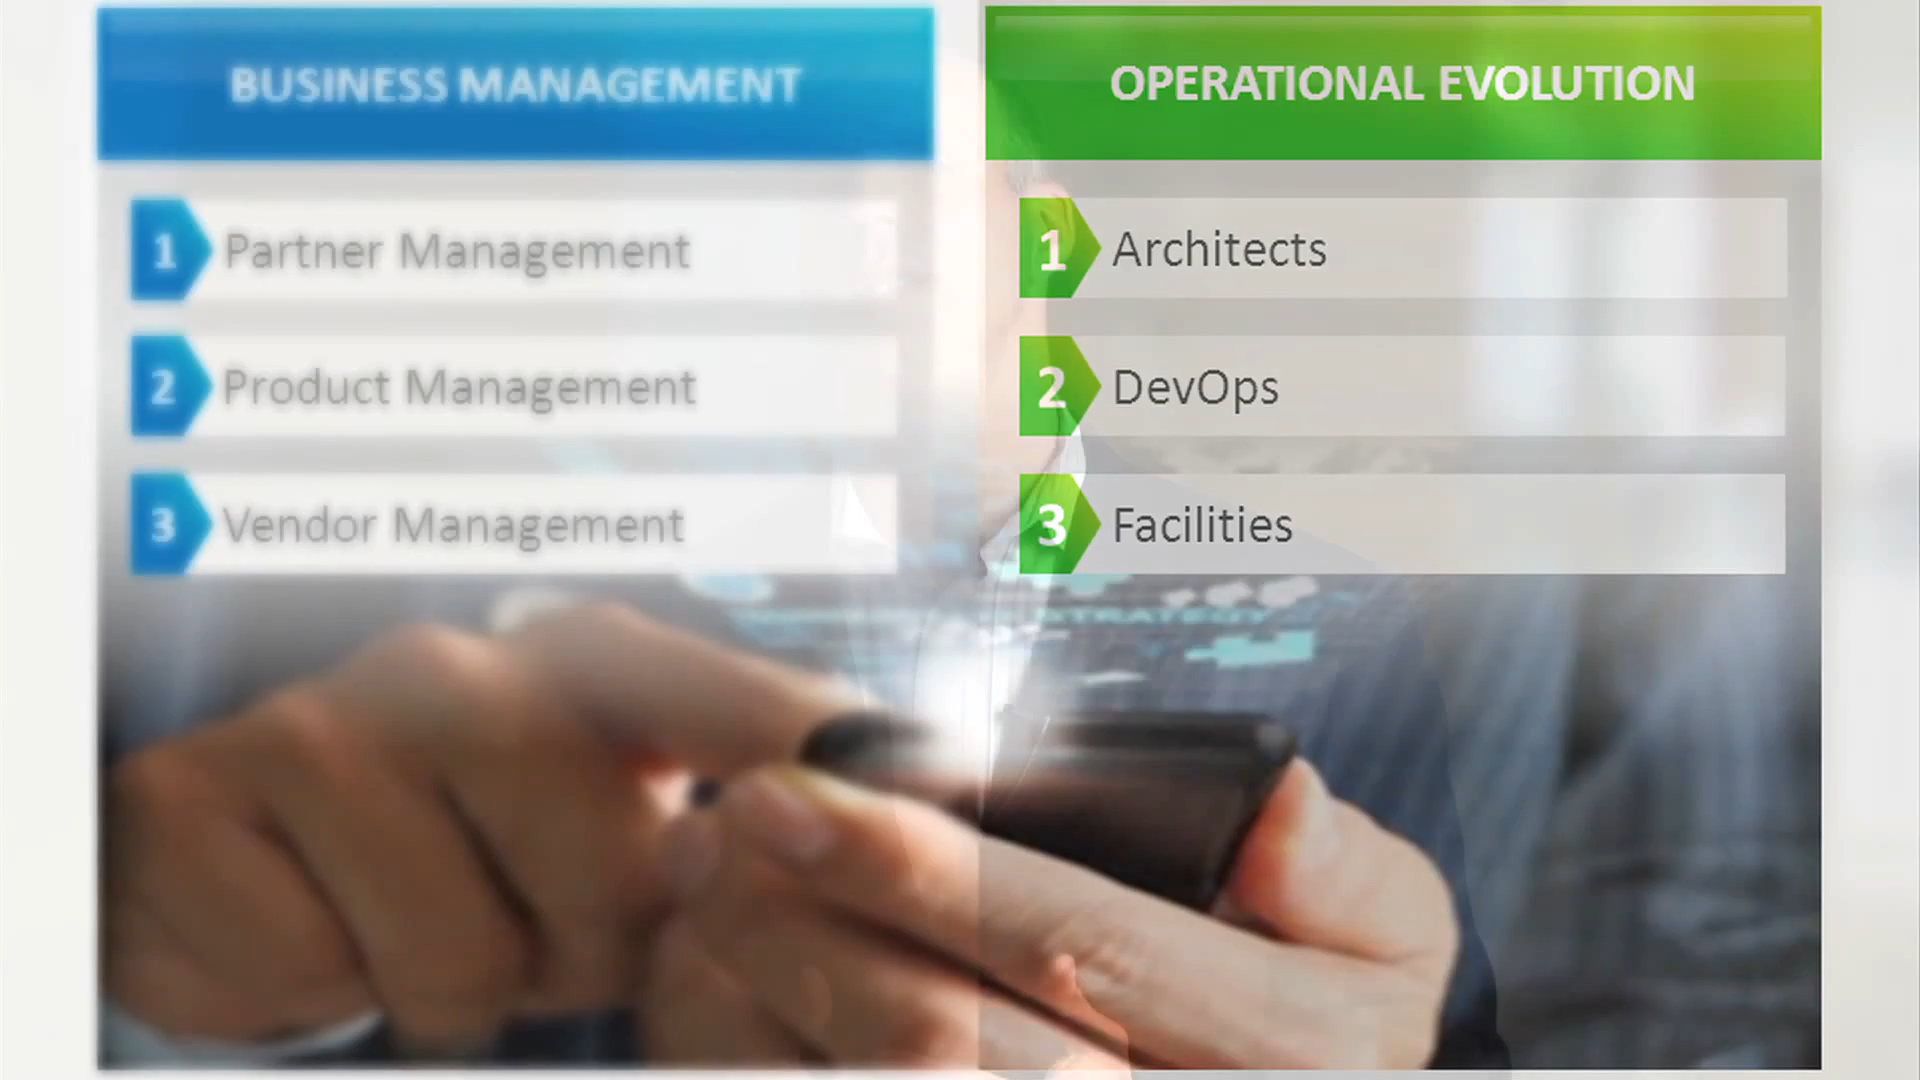 BUSINESS MANAGEMENT
1 Partner Management
2 Product Management
3 Vendor Management
OPERATIONAL EVOLUTION
1 Architects
2 DevOps
3 Facilities
STRATEGY